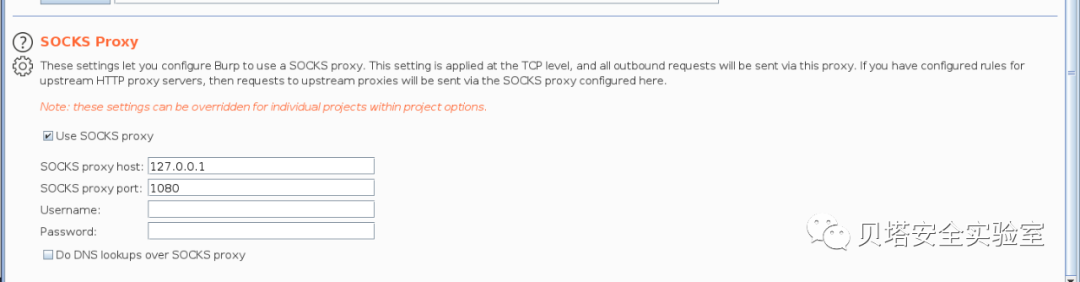 SOCKS Proxy
These settings let you configure Burp to use a SOCKS proxy. This setting is applied at the TCP level, and all outbound requests will be sent via this proxy. If you have configured rules for
upstream HTTP proxy servers, then requests to upstream proxies will be sent via the SOCKS proxy configured here.
Note: these settings can be overridden for individual projects within project options.
Use SOCKS proxy
SOCKS proxy host: 127.0.0.1
SOCKS proxy port: 1080
Username:
Password:
贝塔安全实验室
Do DNS lookups over SOCKS proxy